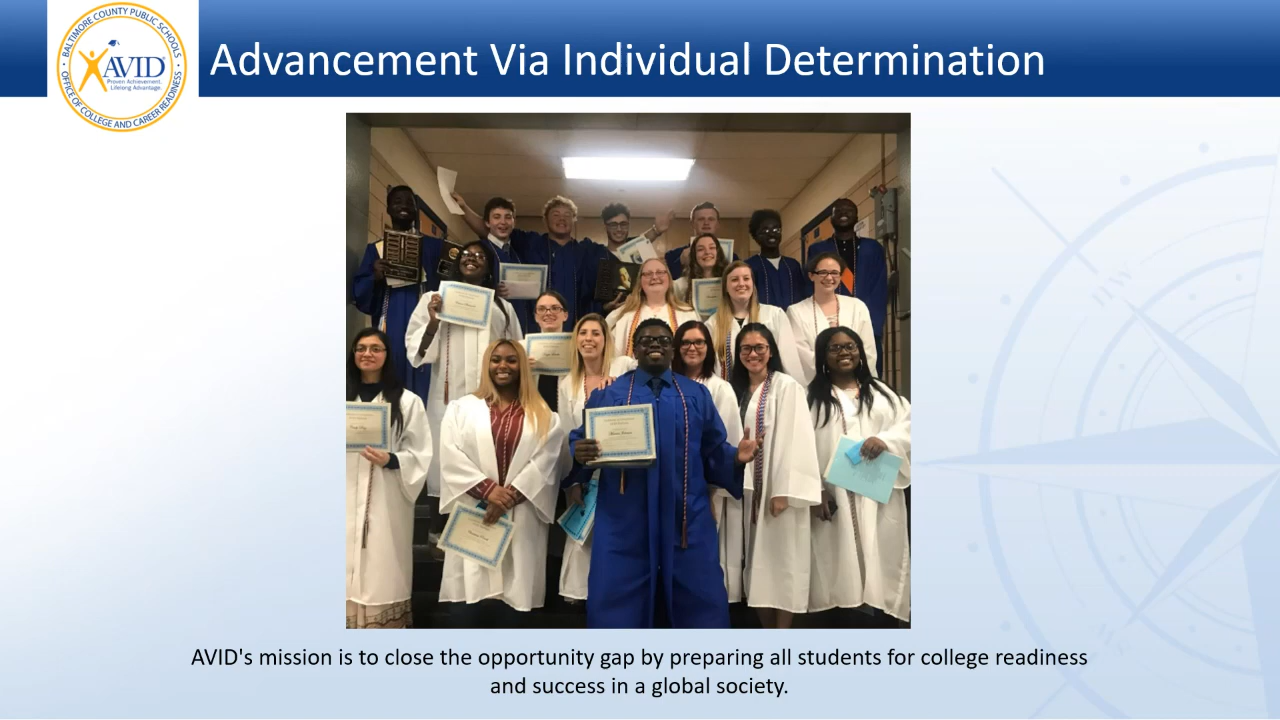 BALTIMORE COUNTY PUBLIC SCHOOLS
AVID
Proven Achievement.
Lifelong Advantage.
OFFICE OF COLLEGE AND CAREER READINESS
Advancement Via Individual Determination
AVID's mission is to close the opportunity gap by preparing all students for college readiness
and success in a global society.